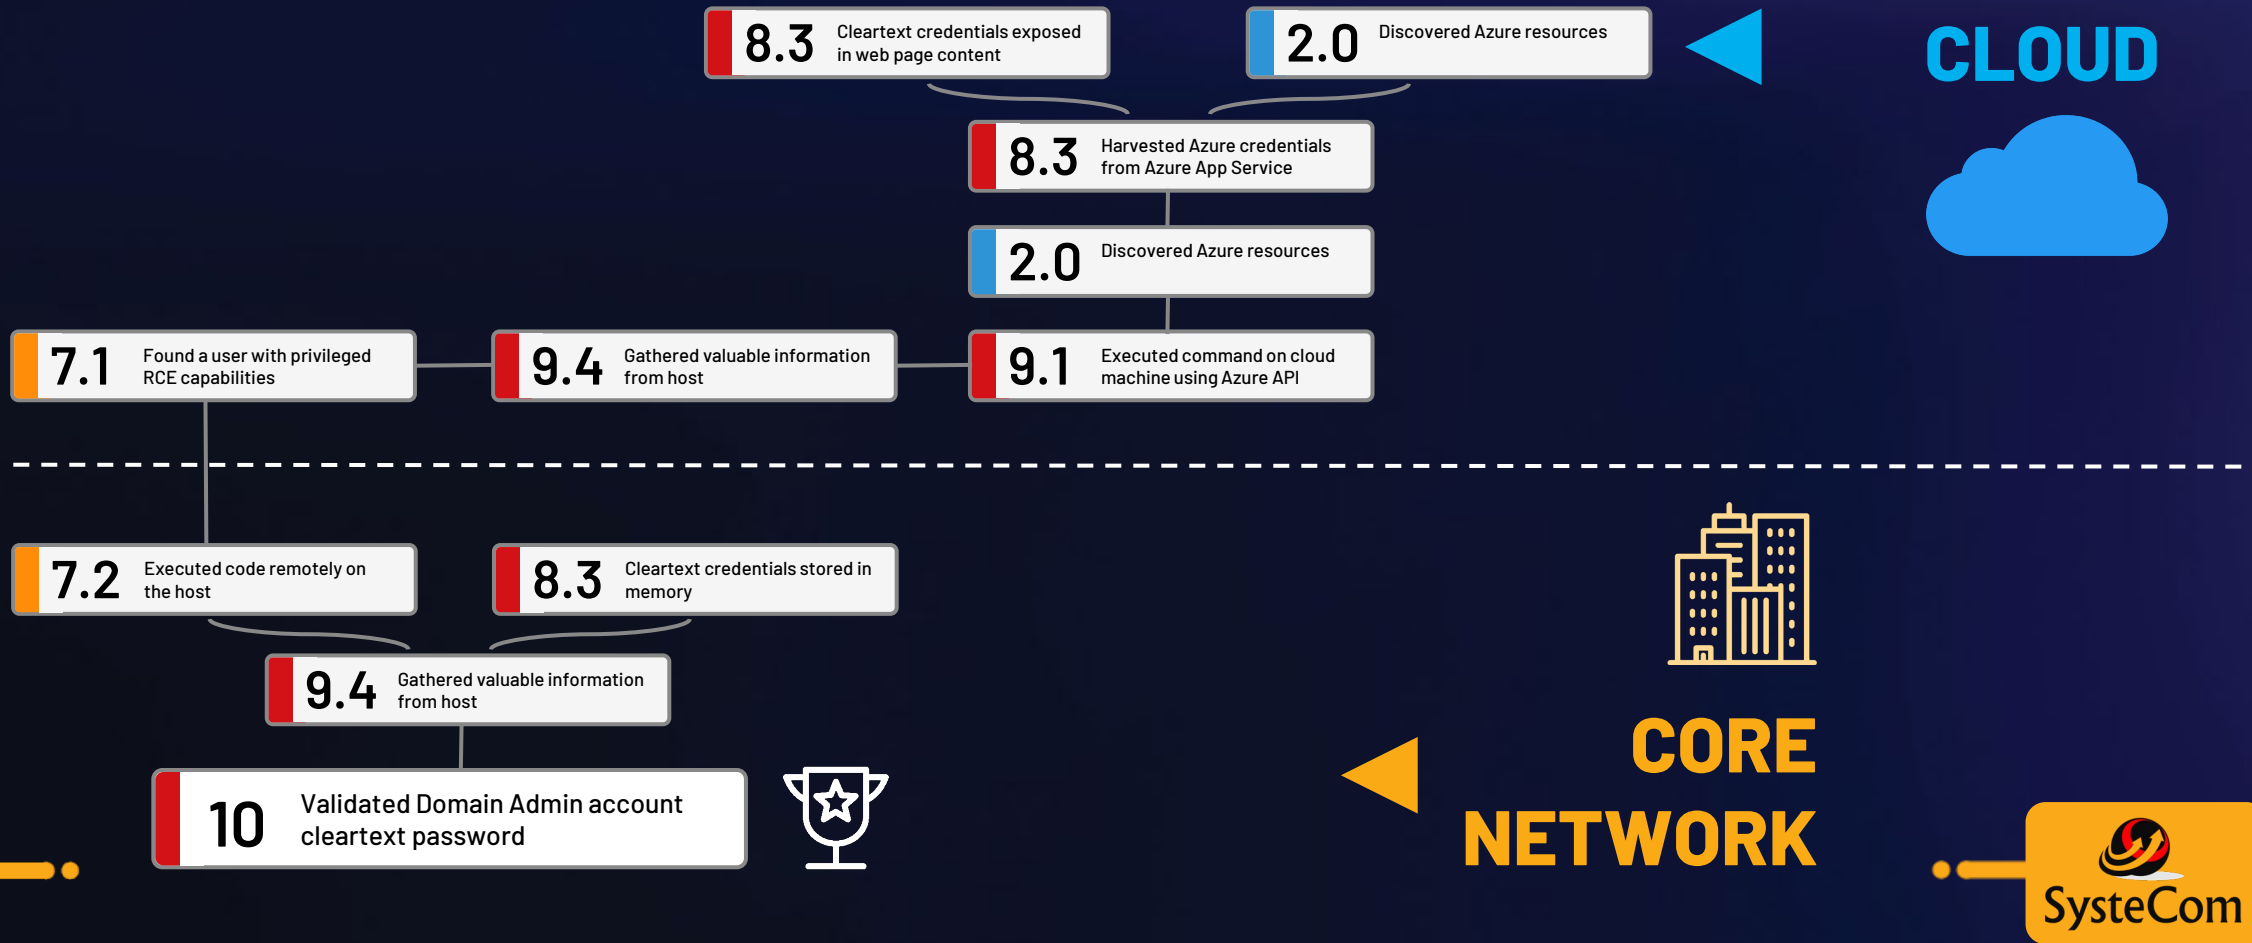 8.3
Cleartext credentials exposed
in web page content
2.0
Discovered Azure resources
CLOUD
8.3
Harvested Azure credentials
from Azure App Service
2.0
Discovered Azure resources
7.1
Found a user with privileged
RCE capabilities
9.4
Gathered valuable information
from host
9.1
Executed command on cloud
machine using Azure API
7.2
Executed code remotely on
the host
8.3
Cleartext credentials stored in
memory
9.4
Gathered valuable information
from host
CORE
NETWORK
10
Validated Domain Admin account
cleartext password
SysteCom